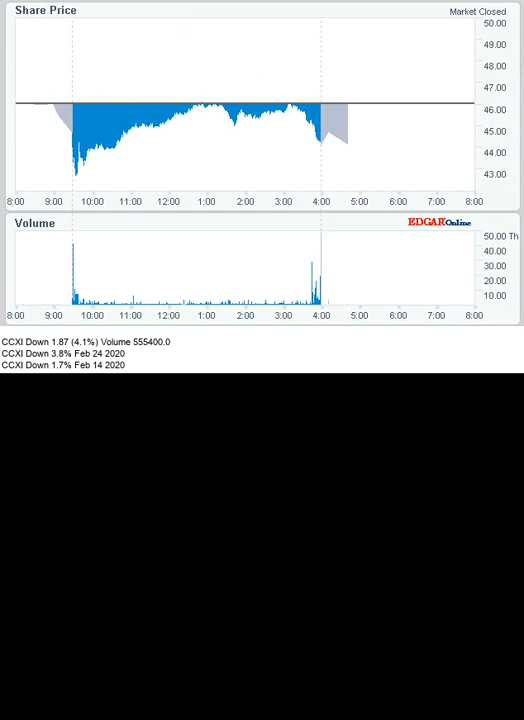 Share Price
Market Closed
50.00
49.00
48.00
47.00
46.00
45.00
44.00
43.00
8:00 9:00 10:00 11:00 12:00 1:00 2:00 3:00 4:00 5:00 6:00 7:00 8:00
Volume
EDGAR Online
50.00 Th
40.00
30.00
20.00
10.00
8:00 9:00 10:00 11:00 12:00 1:00 2:00 3:00 4:00 5:00 6:00 7:00 8:00
CCXI Down 1.87 (4.1%) Volume 555400.0
CCXI Down 3.8% Feb 24 2020
CCXI Down 1.7% Feb 14 2020